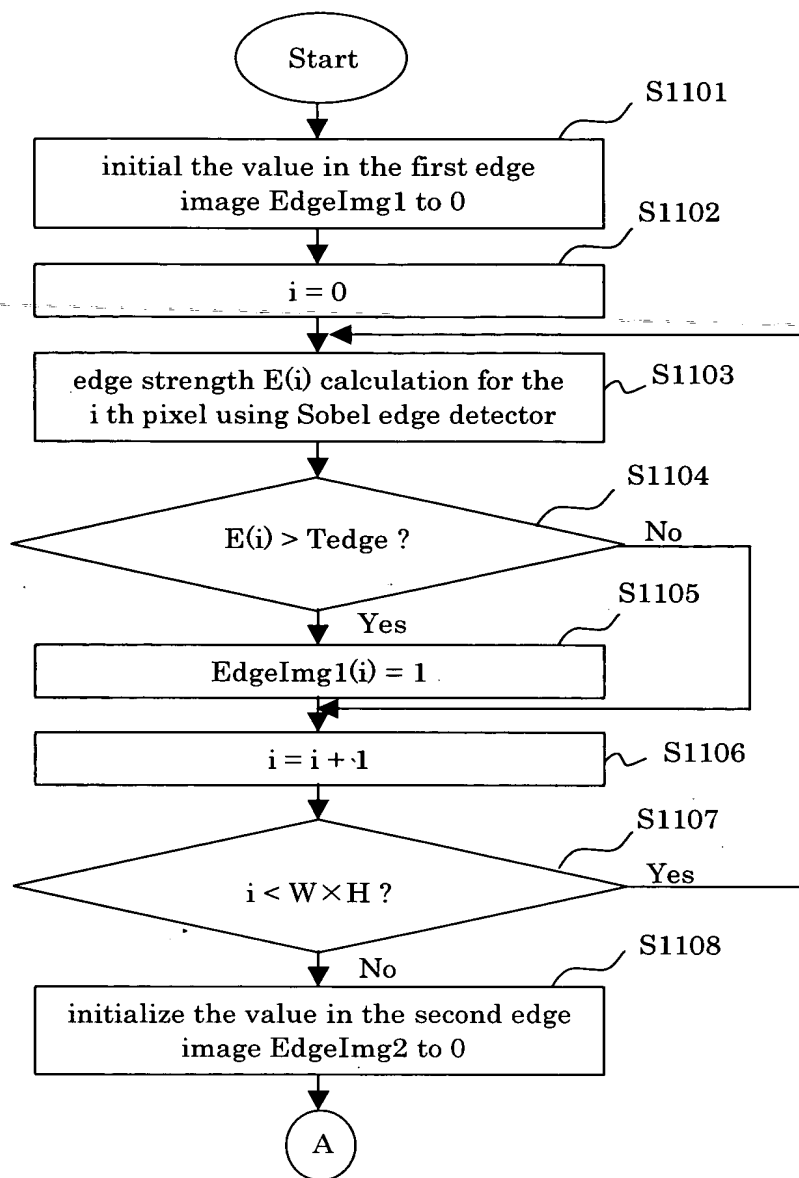 Start
S1101
initial the value in the first edge
image EdgeImg1 to 0
S1102
i = 0
edge strength E(i) calculation for the
i th pixel using Sobel edge detector
S1103
S1104
E(i) > Tedge ?
No
Yes
S1105
EdgeImg1(i) = 1
i = i + 1
S1106
S1107
i < W×H ?
Yes
No
S1108
initialize the value in the second edge
image EdgeImg2 to 0
A